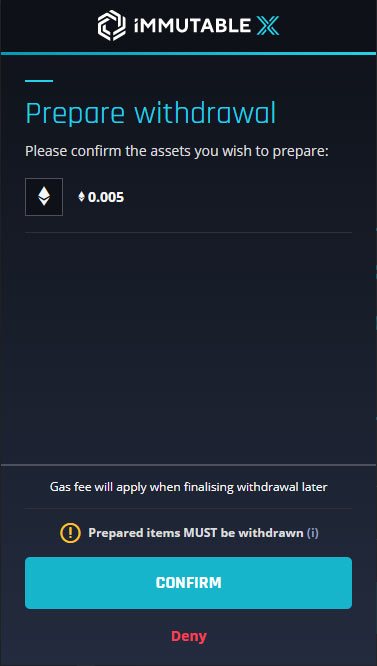 iMMUTABLE X
Prepare withdrawal
Please confirm the assets you wish to prepare:
0.005
Gas fee will apply when finalising withdrawal later
Prepared items MUST be withdrawn (i)
CONFIRM
Deny